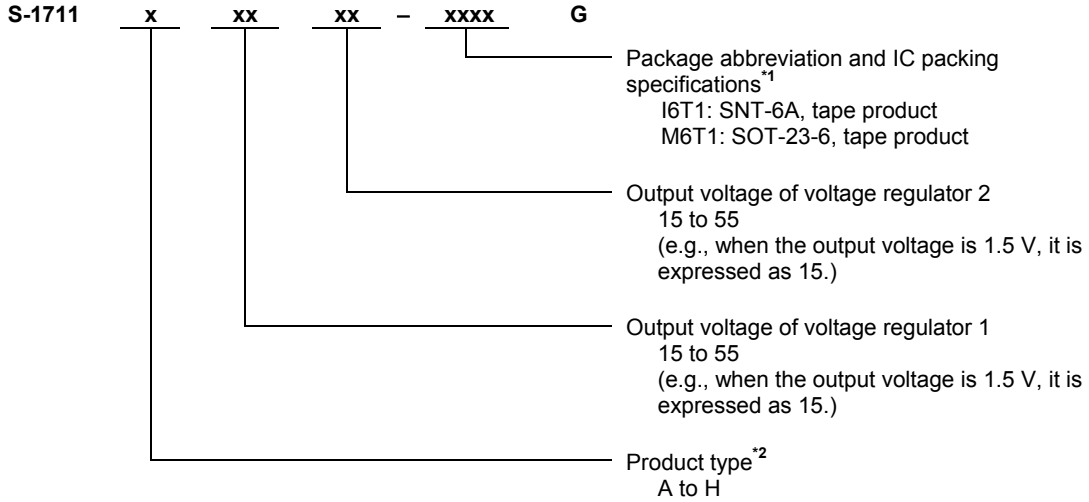 S-1711 x xx xx – xxxx G
Package abbreviation and IC packing
specifications*1
I6T1: SNT-6A, tape product
M6T1: SOT-23-6, tape product
Output voltage of voltage regulator 2
15 to 55
(e.g., when the output voltage is 1.5 V, it is
expressed as 15.)
Output voltage of voltage regulator 1
15 to 55
(e.g., when the output voltage is 1.5 V, it is
expressed as 15.)
Product type*2
A to H